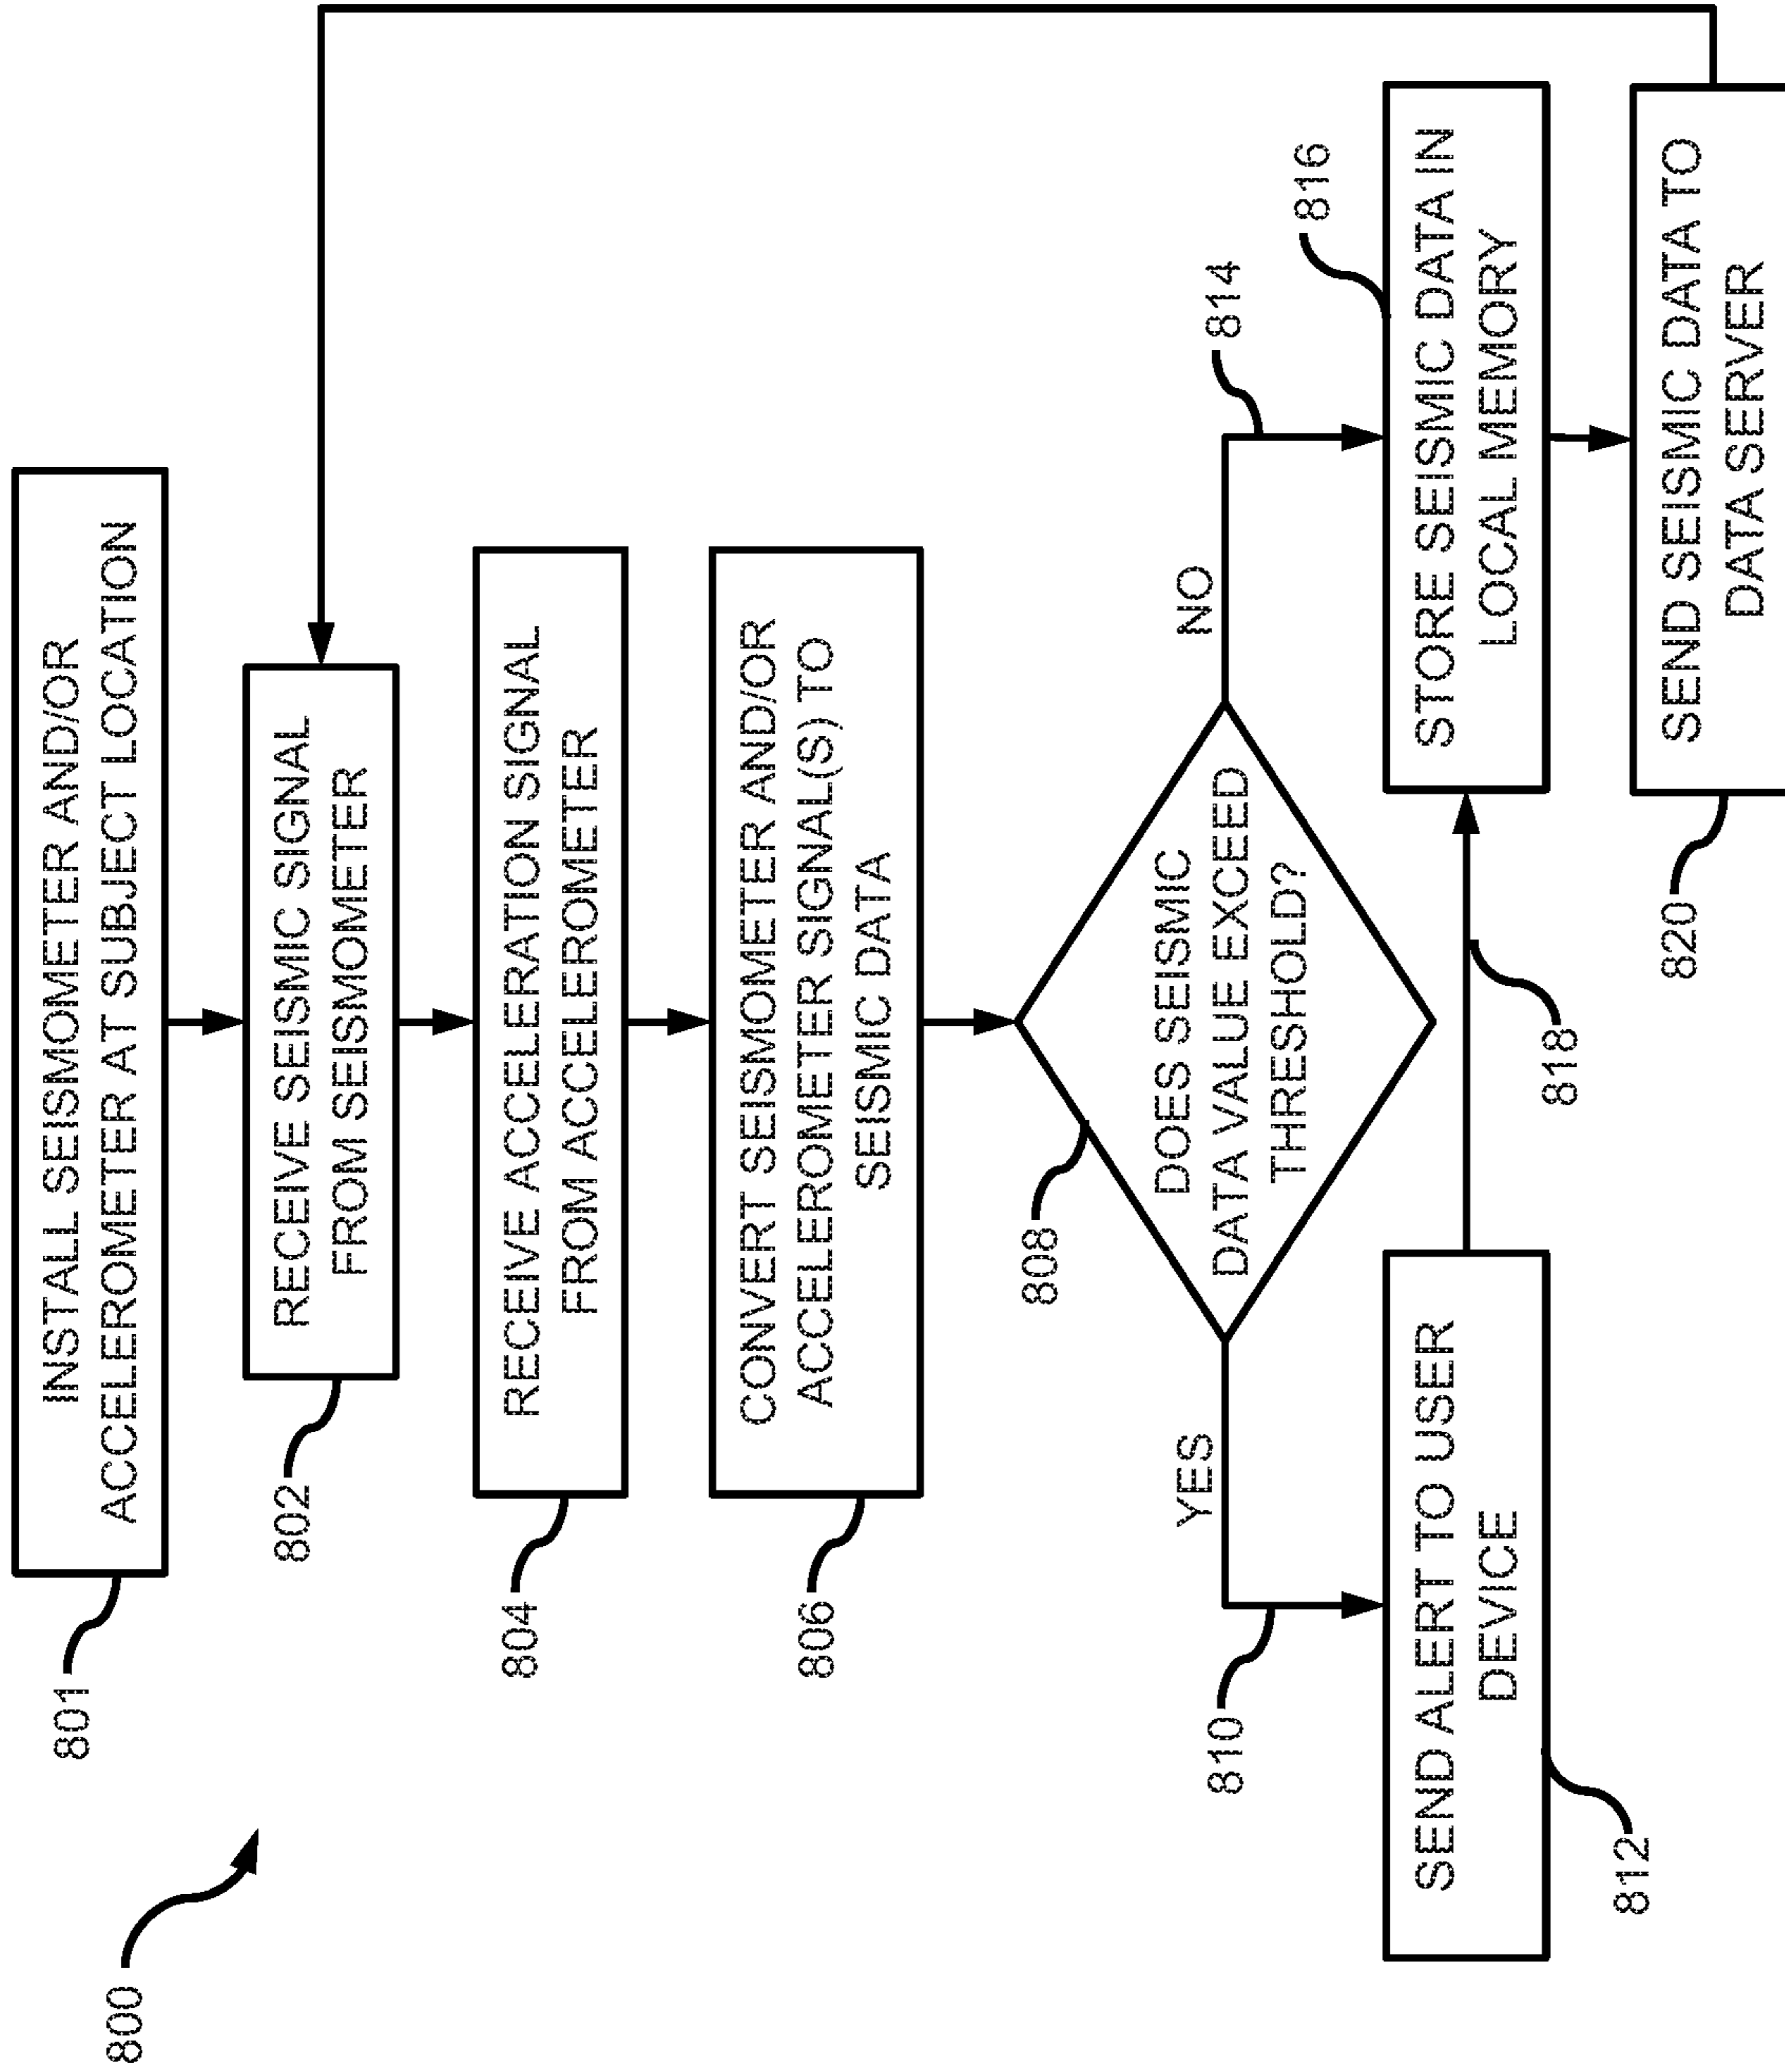 800
INSTALL SEISMOMETER AND/OR
ACCELEROMETER AT SUBJECT LOCATION
801
RECEIVE SEISMIC SIGNAL
FROM SEISMOMETER
802
RECEIVE ACCELERATION SIGNAL
FROM ACCELEROMETER
804
CONVERT SEISMOMETER AND/OR
ACCELEROMETER SIGNAL(S) TO
SEISMIC DATA
806
808
DOES SEISMIC
DATA VALUE EXCEED
THRESHOLD?
YES
NO
810
814
SEND ALERT TO USER
DEVICE
812
818
816
STORE SEISMIC DATA IN
LOCAL MEMORY
820
SEND SEISMIC DATA TO
DATA SERVER